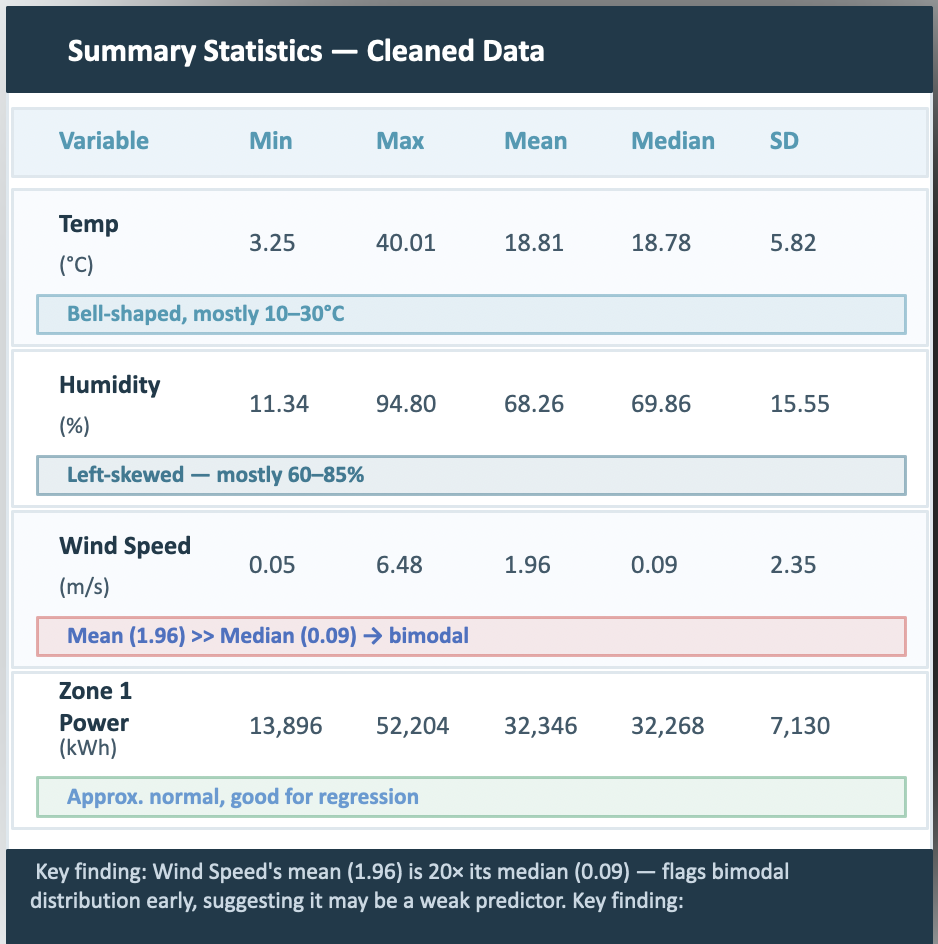 Summary Statistics — Cleaned Data
Variable Min Max Mean Median SD
Temp
(°C)
3.25 40.01 18.81 18.78 5.82
Bell-shaped, mostly 10–30°C
Humidity
(%)
11.34 94.80 68.26 69.86 15.55
Left-skewed — mostly 60–85%
Wind Speed
(m/s)
0.05 6.48 1.96 0.09 2.35
Mean (1.96) >> Median (0.09) → bimodal
Zone 1
Power
(kWh)
13,896 52,204 32,346 32,268 7,130
Approx. normal, good for regression
Key finding: Wind Speed's mean (1.96) is 20× its median (0.09) — flags bimodal
distribution early, suggesting it may be a weak predictor. Key finding: